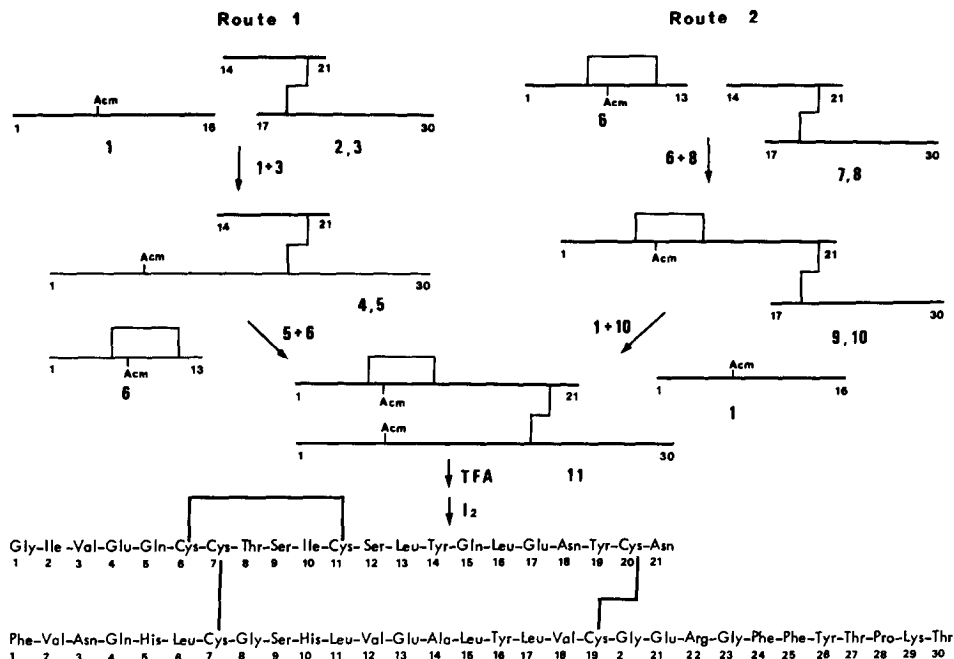 Route 1
Route 2
14 21
Acm
1 16
1
17 30
2,3
1+3
14 21
Acm
1 30
4,5
1 13
Acm
6
5+6
1 13
Acm
6
14 21
17 30
7,8
6+8
1 21
Acm
17 30
9,10
1+10
Acm
1 16
1
1 21
Acm
Acm
1 30
11
TFA
I2
Gly-Ile-Val-Glu-Gln-Cys-Cys-Thr-Ser-Ile-Cys-Ser-Leu-Tyr-Gln-Leu-Glu-Asn-Tyr-Cys-Asn
1 2 3 4 5 6 7 8 9 10 11 12 13 14 15 16 17 18 19 20 21
Phe-Val-Asn-Gln-His-Leu-Cys-Gly-Ser-His-Leu-Val-Glu-Ala-Leu-Tyr-Leu-Val-Cys-Gly-Glu-Arg-Gly-Phe-Phe-Tyr-Thr-Pro-Lys-Thr
1 2 3 4 5 6 7 8 9 10 11 12 13 14 15 16 17 18 19 2 21 22 23 24 25 26 27 28 29 30